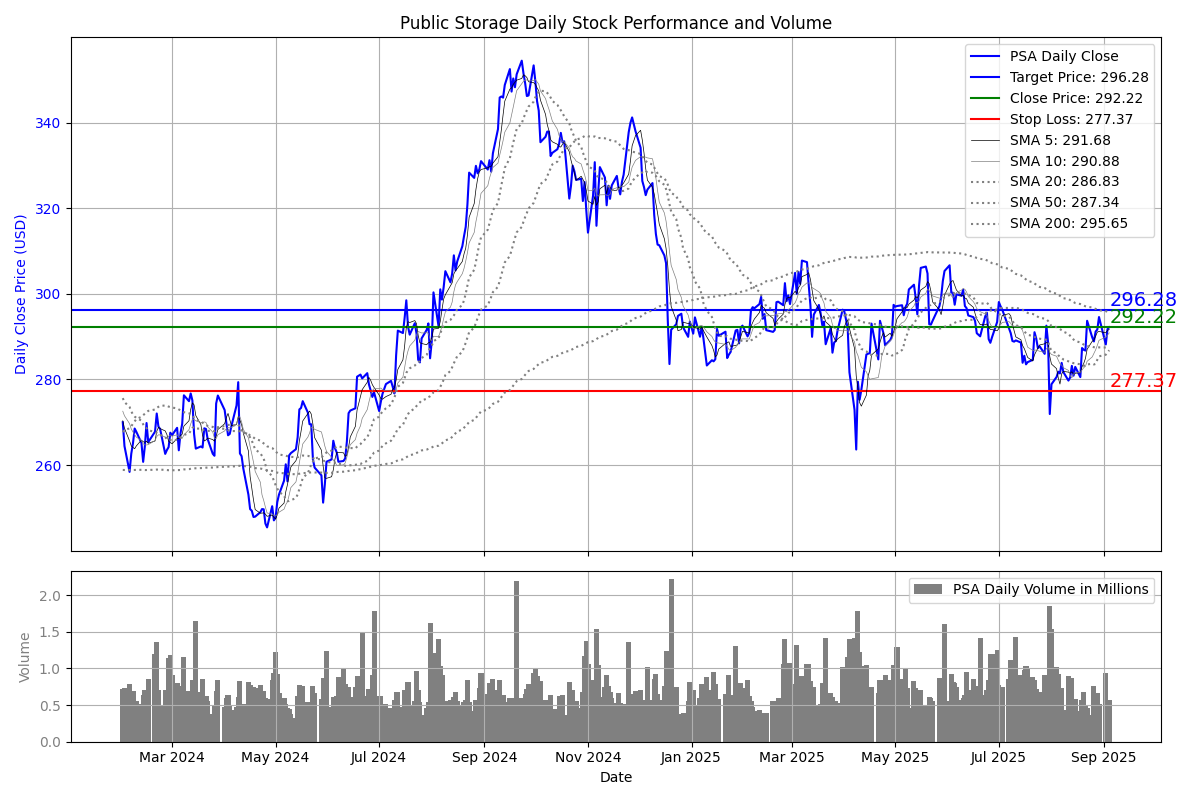 Public Storage Daily Stock Performance and Volume
Daily Close Price (USD)
340
320
300
280
260
PSA Daily Close
Target Price: 296.28
Close Price: 292.22
Stop Loss: 277.37
SMA 5: 291.68
SMA 10: 290.88
SMA 20: 286.83
SMA 50: 287.34
SMA 200: 295.65
296.28
292.22
277.37
Volume
2.0
1.5
1.0
0.5
0.0
PSA Daily Volume in Millions
Mar 2024 May 2024 Jul 2024 Sep 2024 Nov 2024 Jan 2025 Mar 2025 May 2025 Jul 2025 Sep 2025
Date